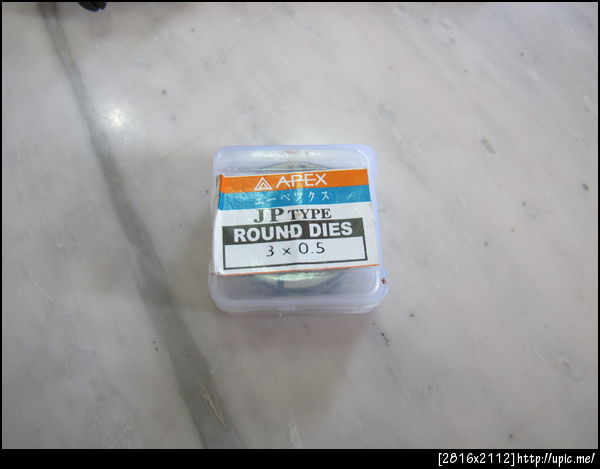 APEX
エーペックス
JP TYPE
ROUND DIES
3 × 0.5
[2816x2112]http://upic.me/